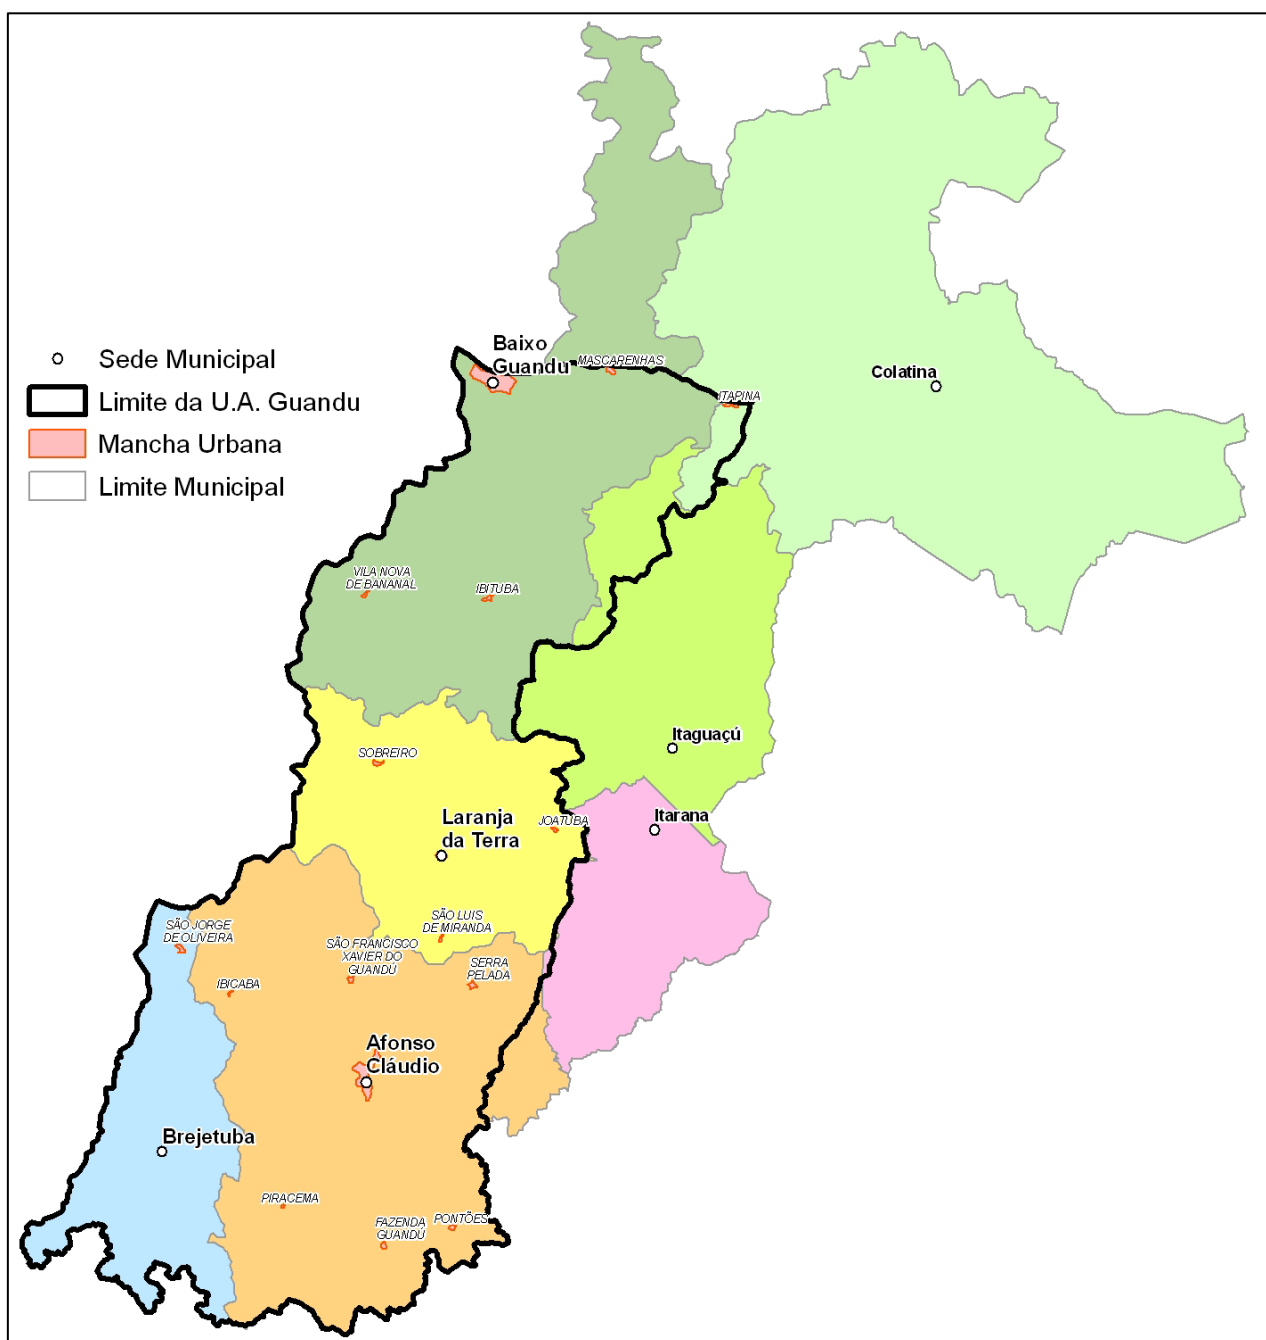 Baixo
Guandu
MASCARENHAS
ITAPINA
Colatina
Sede Municipal
Limite da U.A. Guandu
Mancha Urbana
Limite Municipal
VILA NOVA
DE BANANAL
IBITUBA
Itaguaçú
SOBREIRO
Laranja
da Terra
JOATUBA
Itarana
SÃO JORGE
DE OLIVEIRA
SÃO LUIS
DE MIRANDA
SÃO FRANCISCO
XAVIER DO
GUANDÚ
SERRA
PELADA
IBICABA
Afonso
Cláudio
Brejetuba
PIRACEMA
FAZENDA
GUANDÚ
PONTÕES